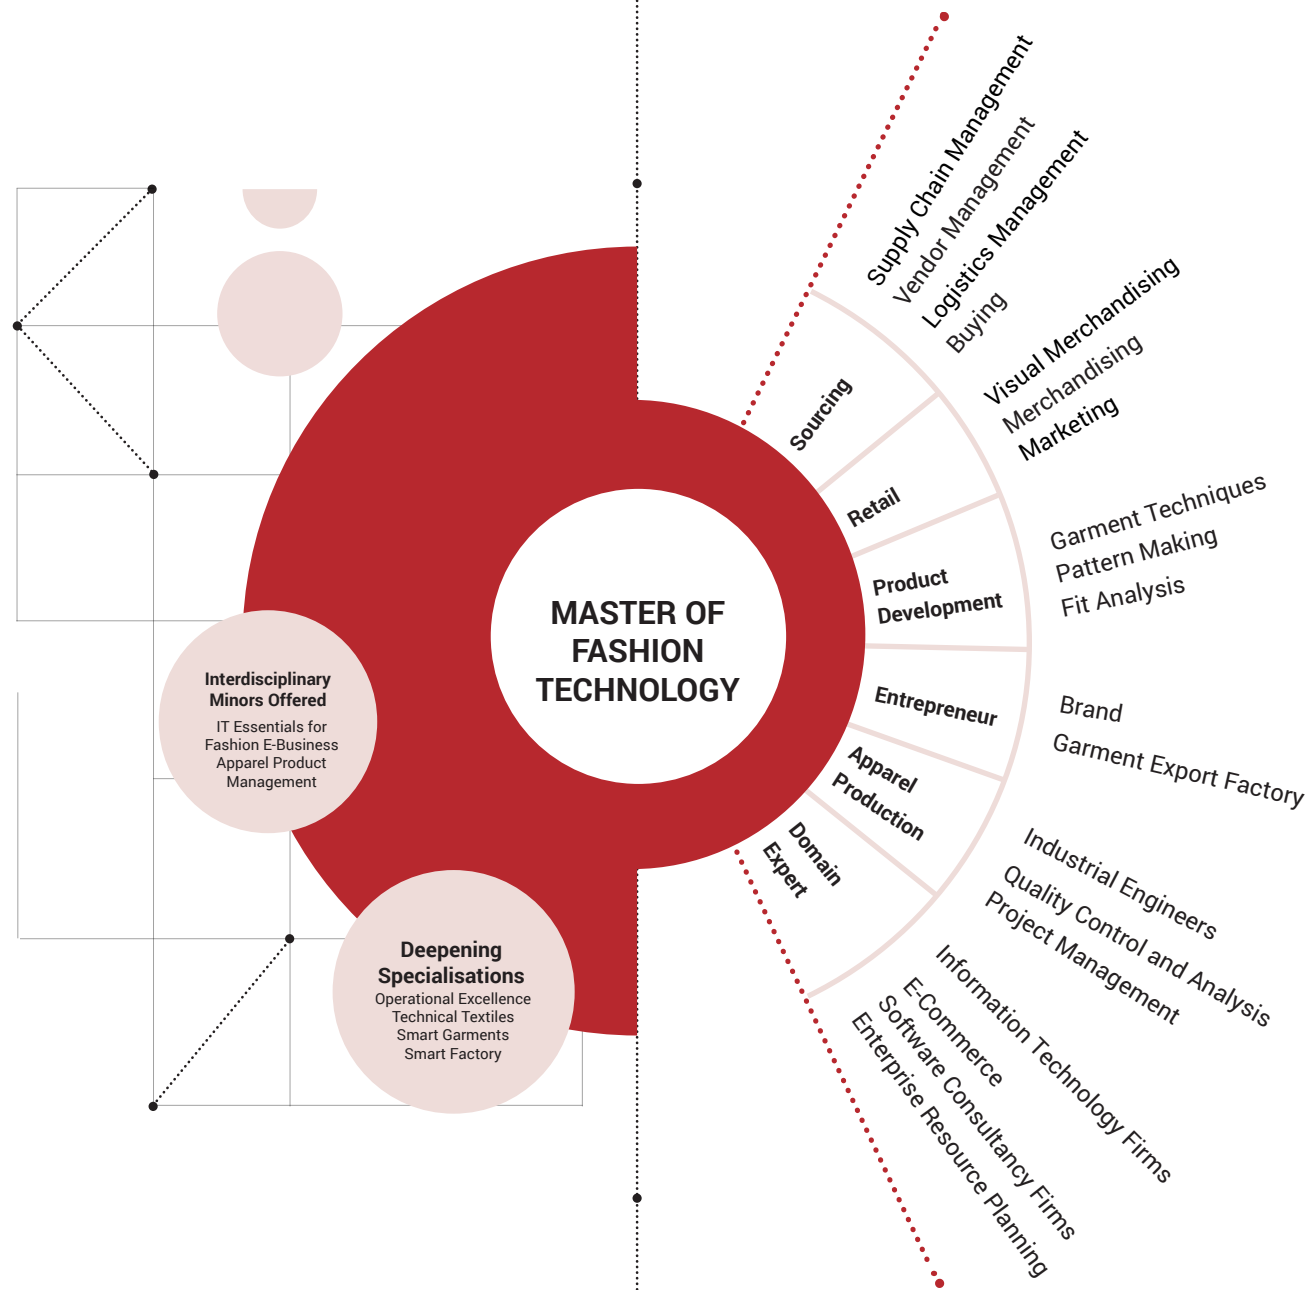 MASTER OF
FASHION
TECHNOLOGY
Interdisciplinary
Minors Offered
IT Essentials for
Fashion E-Business
Apparel Product
Management
Deepening
Specialisations
Operational Excellence
Technical Textiles
Smart Garments
Smart Factory
Sourcing
Supply Chain Management
Vendor Management
Logistics Management
Buying
Retail
Visual Merchandising
Merchandising
Marketing
Product
Development
Garment Techniques
Pattern Making
Fit Analysis
Entrepreneur
Brand
Garment Export Factory
Apparel
Production
Industrial Engineers
Quality Control and Analysis
Project Management
Domain
Expert
Information Technology Firms
E-Commerce
Software Consultancy Firms
Enterprise Resource Planning